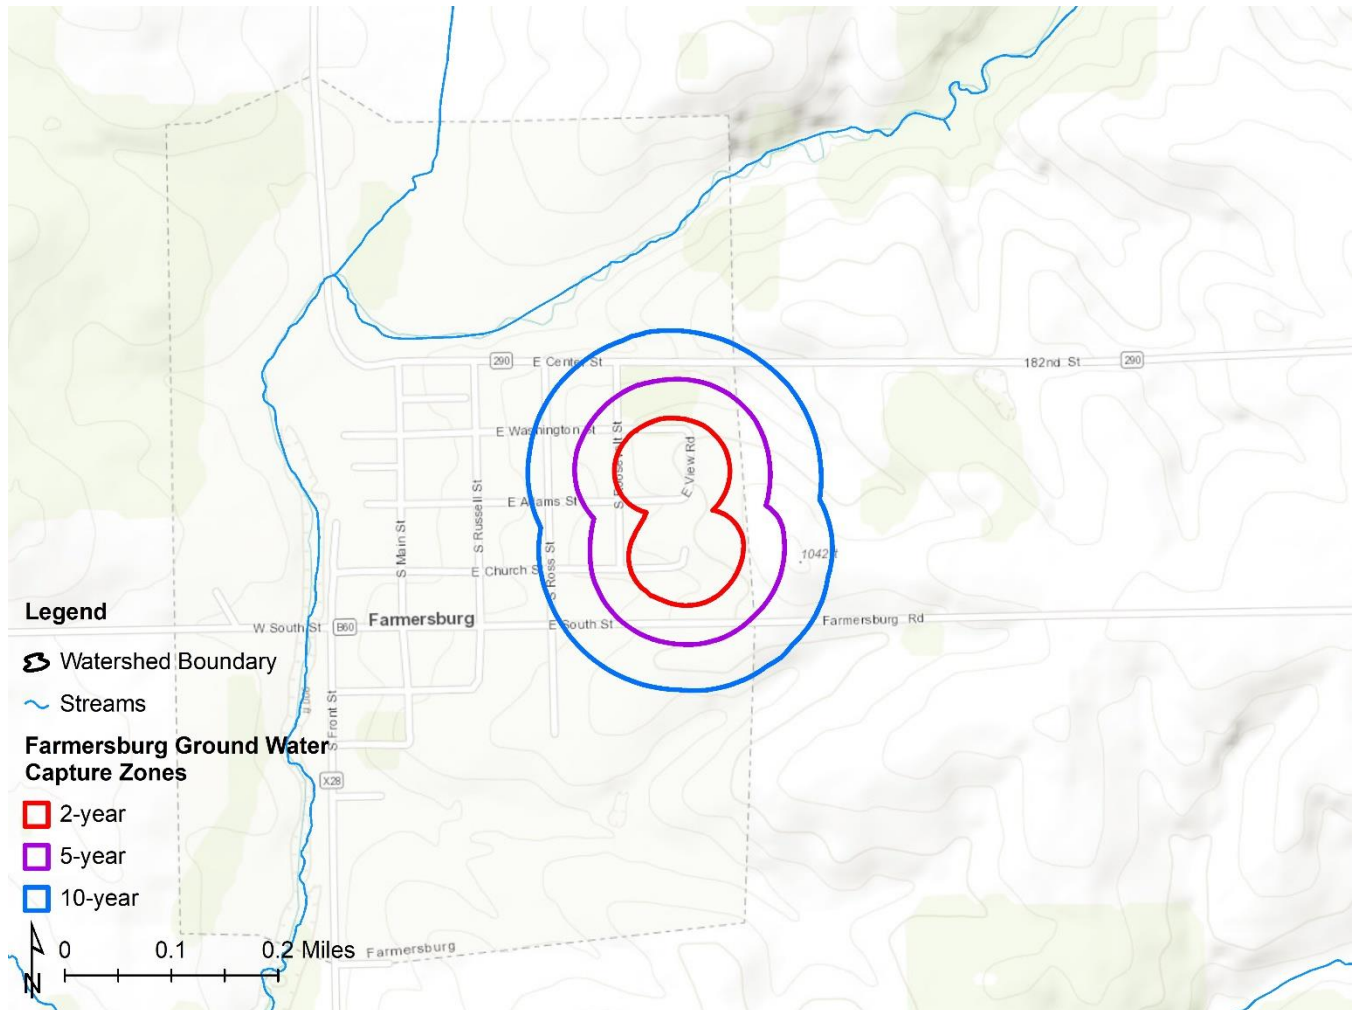 290
E Center St
182nd St
290
E Washington St
S Roosevelt St
E View Rd
E Adams St
S Russell St
S Main St
S Ross St
1042 ft
E Church St
Legend
Farmersburg
E South St
Farmersburg Rd
W South St
B60
Watershed Boundary
Streams
S Front St
Farmersburg Ground Water
Capture Zones
X28
2-year
5-year
10-year
0 0.1 0.2 Miles
Farmersburg
N